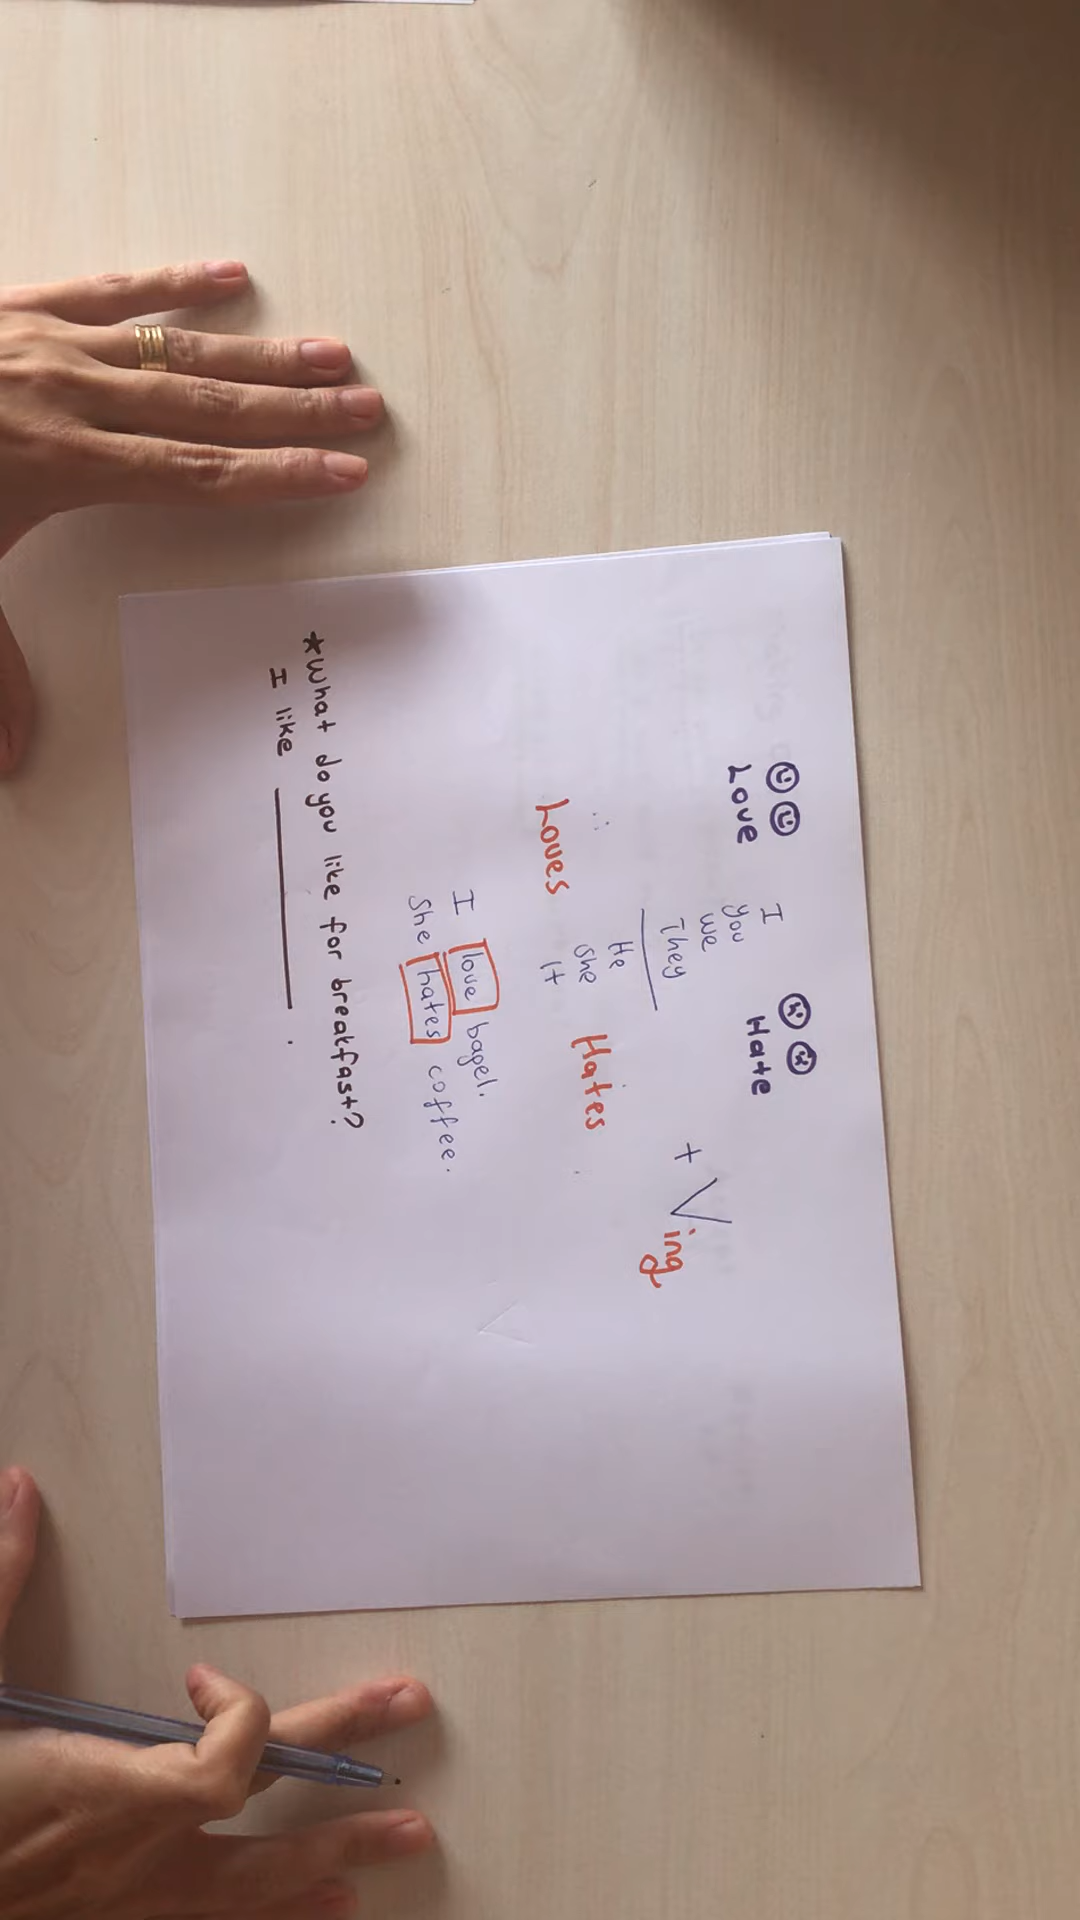 Love
Hate
I
you
we
They
+ Ving
He
she
It
Loves
Hates
I love bagel.
She hates coffee.
*What do you like for breakfast?
I like ________.